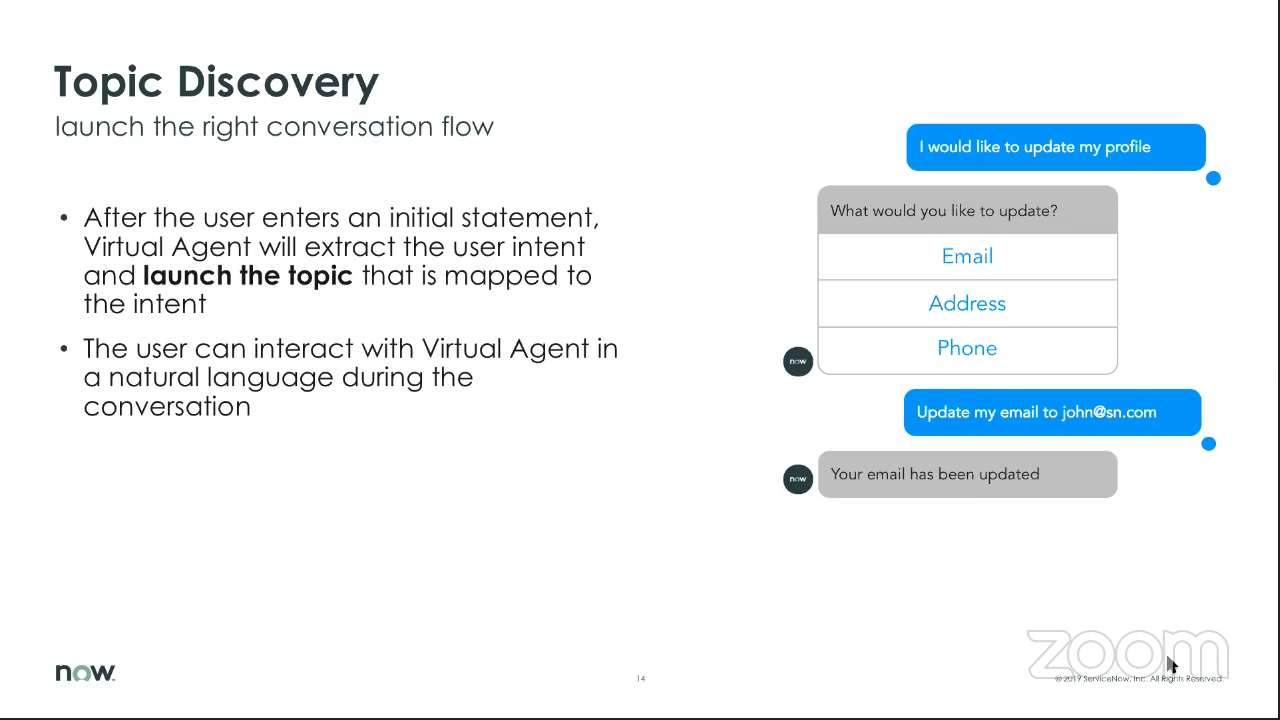 Topic Discovery
launch the right conversation flow
• After the user enters an initial statement,
Virtual Agent will extract the user intent
and launch the topic that is mapped to
the intent
• The user can interact with Virtual Agent in
a natural language during the
conversation
I would like to update my profile
What would you like to update?
Email
Address
Phone
now
Update my email to john@sn.com
now
Your email has been updated
now
14
zoom
© 2019 ServiceNow, Inc. All Rights Reserved.